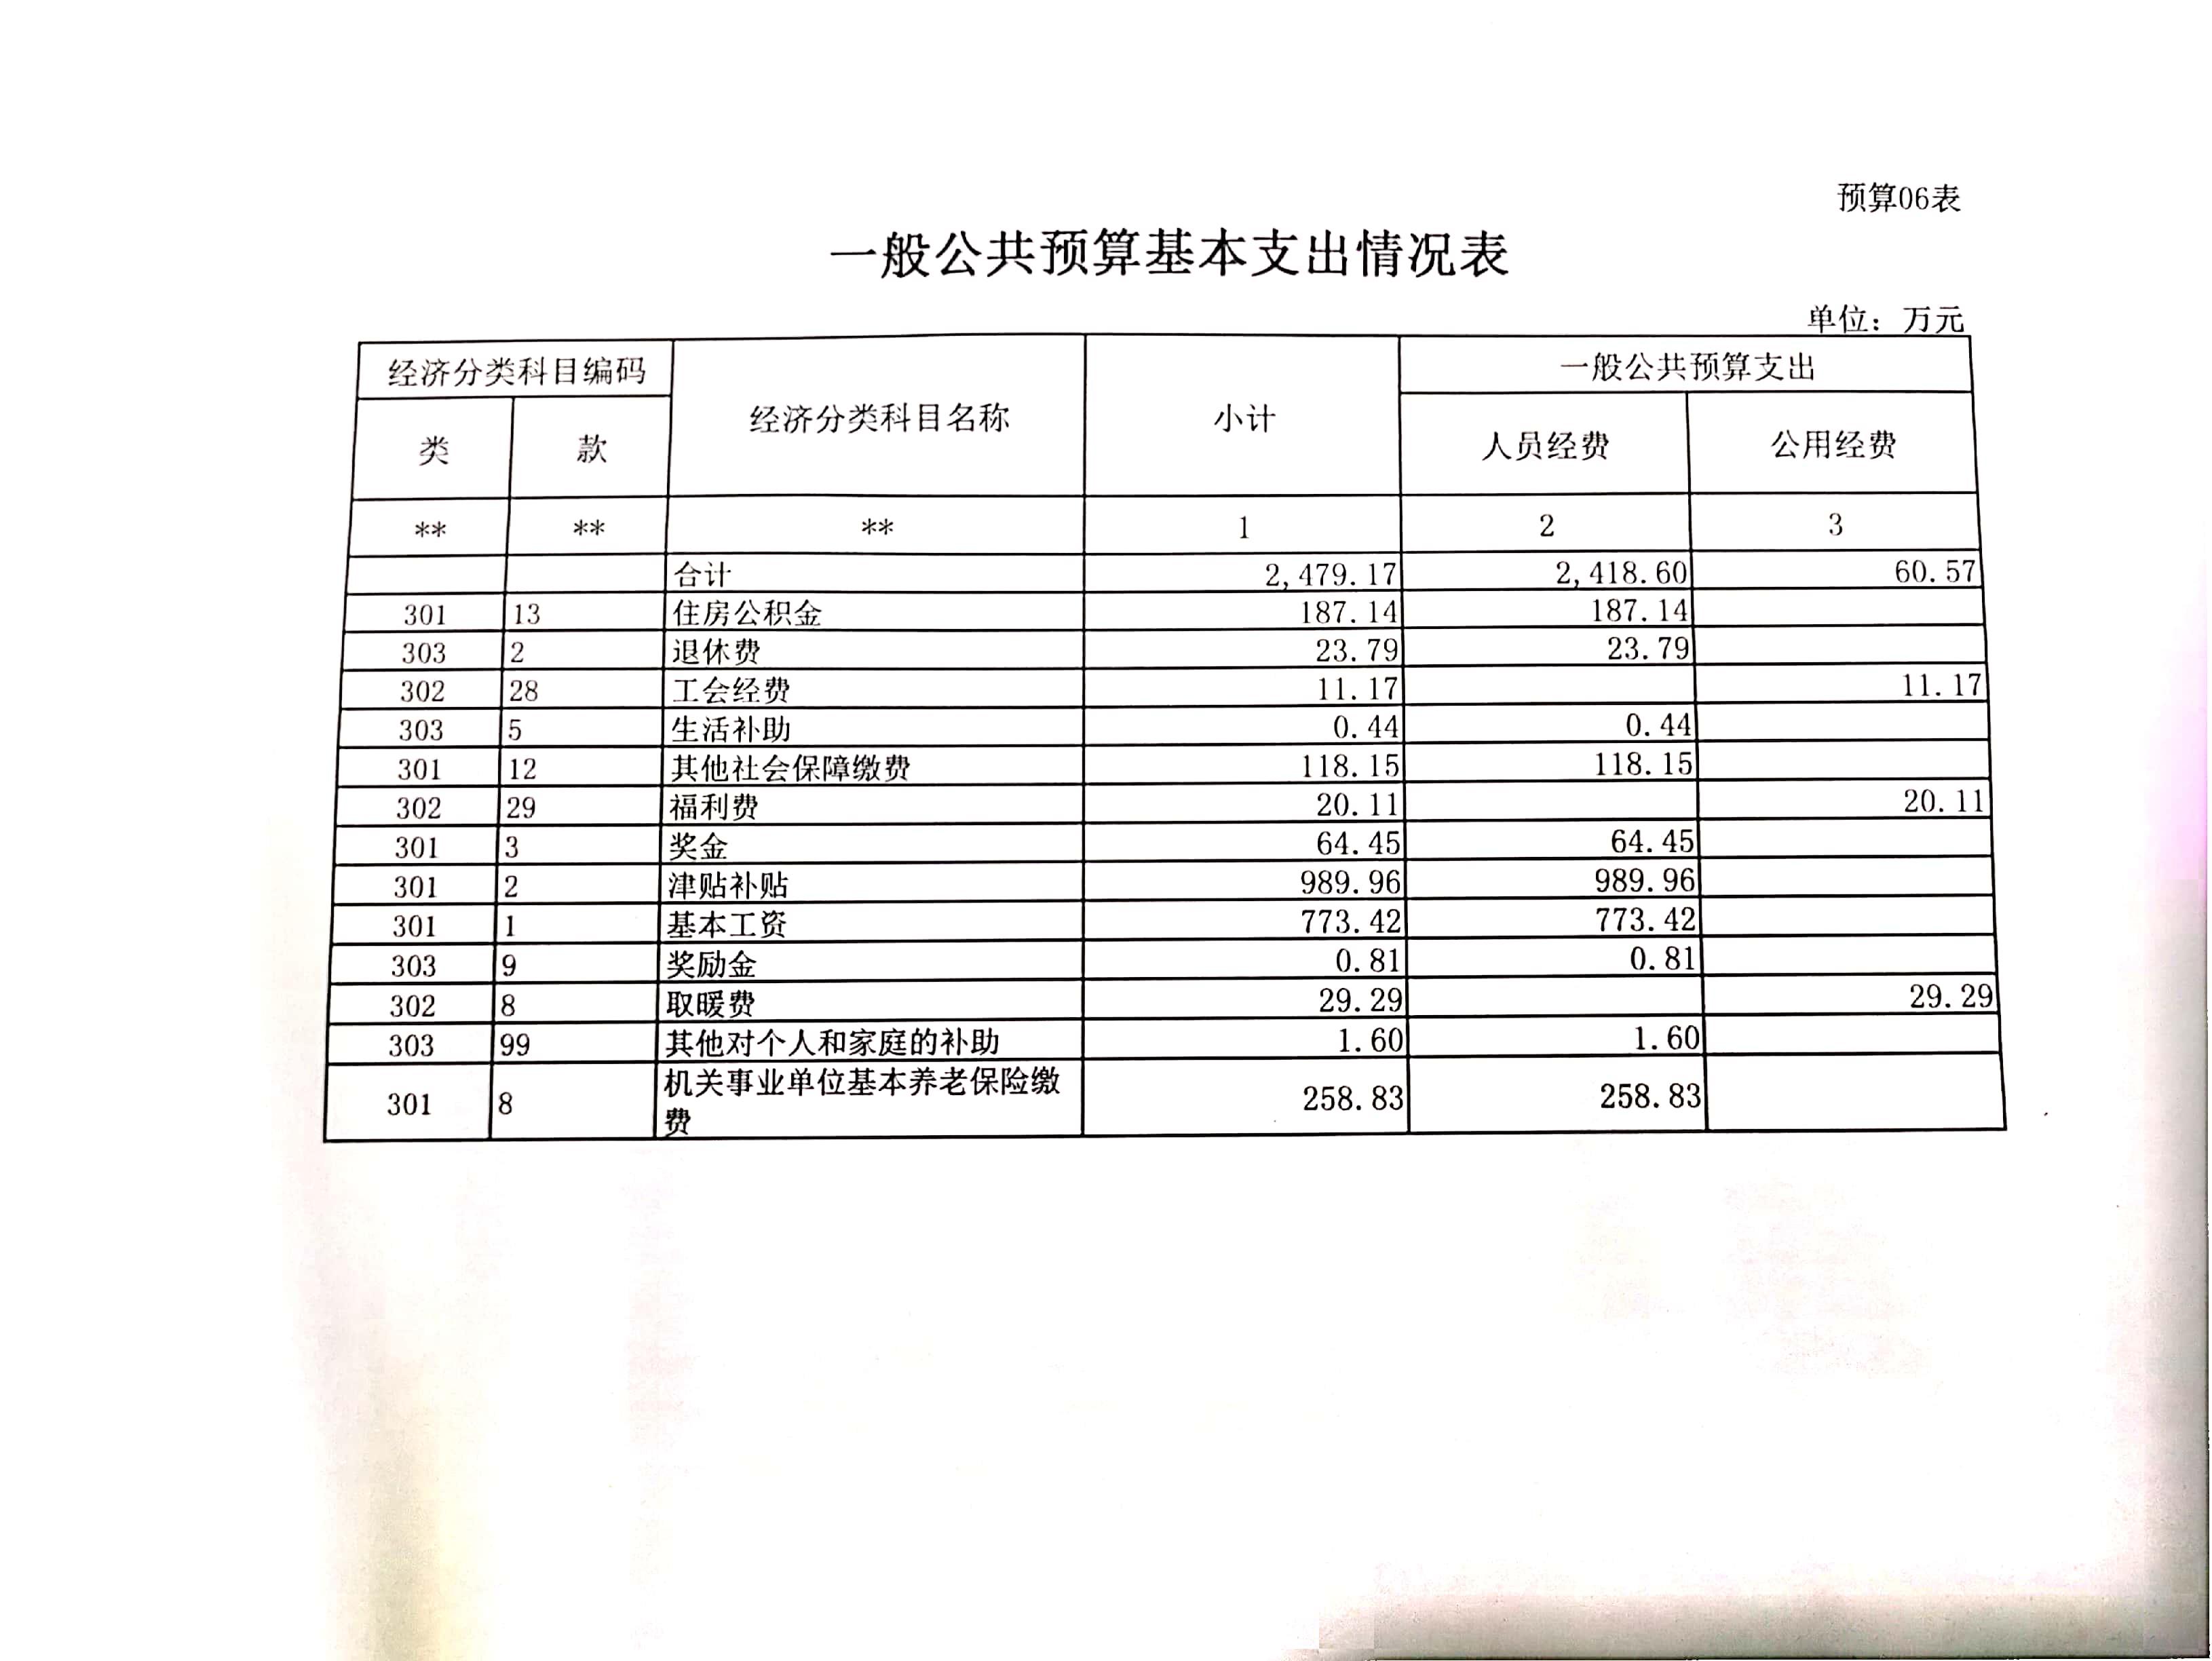 预算06表
一般公共预算基本支出情况表
单位：万元
经济分类科目编码 经济分类科目名称 小计 一般公共预算支出
类 款 人员经费 公用经费
** ** ** 1 2 3
合计 2,479.17 2,418.60 60.57
301 13 住房公积金 187.14 187.14
303 2 退休费 23.79 23.79
302 28 工会经费 11.17 11.17
303 5 生活补助 0.44 0.44
301 12 其他社会保障缴费 118.15 118.15
302 29 福利费 20.11 20.11
301 3 奖金 64.45 64.45
301 2 津贴补贴 989.96 989.96
301 1 基本工资 773.42 773.42
303 9 奖励金 0.81 0.81
302 8 取暖费 29.29 29.29
303 99 其他对个人和家庭的补助 1.60 1.60
301 8 机关事业单位基本养老保险缴 258.83 258.83
费